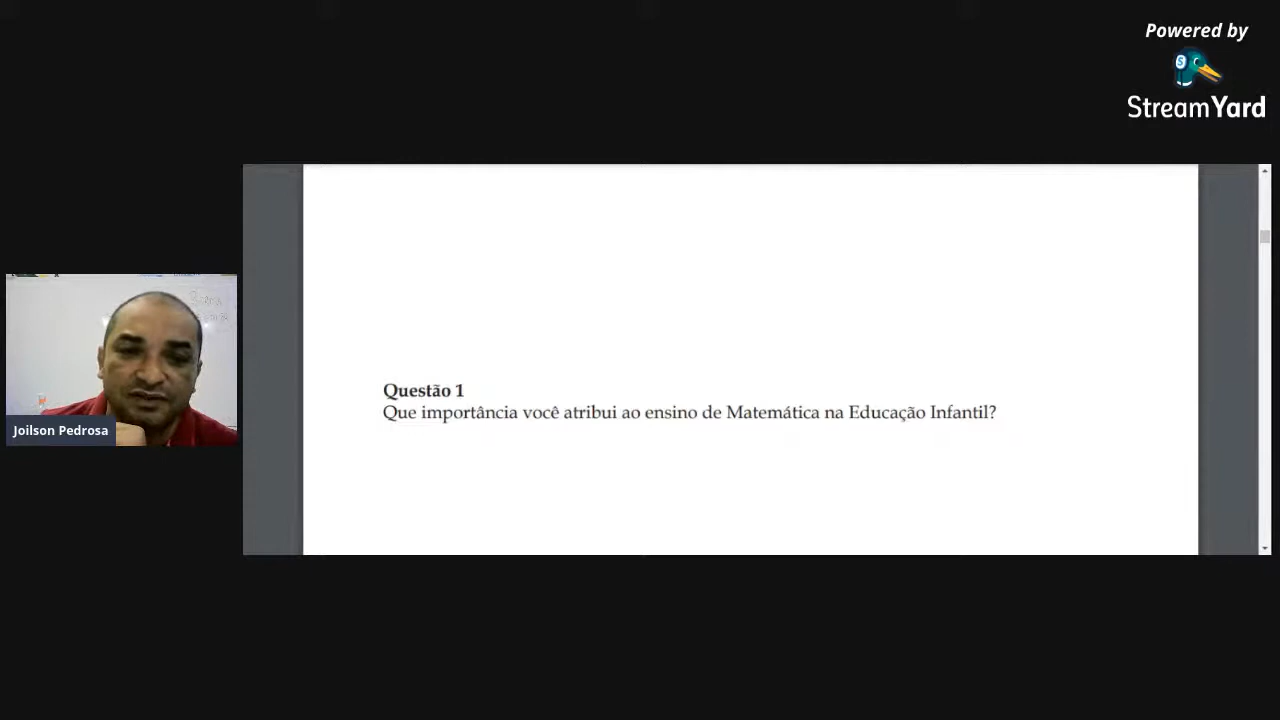 Powered by
StreamYard
Questão 1
Que importância você atribui ao ensino de Matemática na Educação Infantil?
Joilson Pedrosa